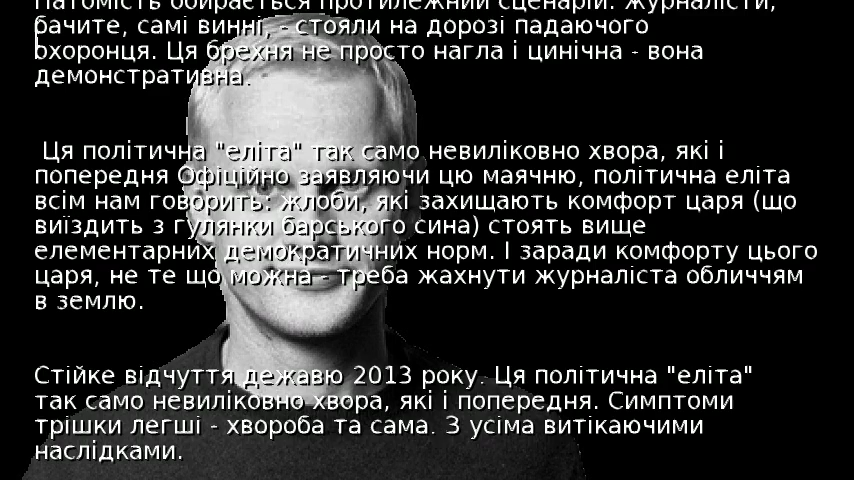 Натомість обирається протилежний сценарій: журналісти,
бачите, самі винні, - стояли на дорозі падаючого
охоронця. Ця брехня не просто нагла і цинічна - вона
демонстративна.
Ця політична "еліта" так само невиліковно хвора, які і
попередня Офіційно заявляючи цю маячню, політична еліта
всім нам говорить: жлоби, які захищають комфорт царя (що
виїздить з гулянки барського сина) стоять вище
елементарних демократичних норм. І заради комфорту цього
царя, не те що можна - треба жахнути журналіста обличчям
в землю.
Стійке відчуття дежавю 2013 року. Ця політична "еліта"
так само невиліковно хвора, які і попередня. Симптоми
трішки легші - хвороба та сама. З усіма витікаючими
наслідками.